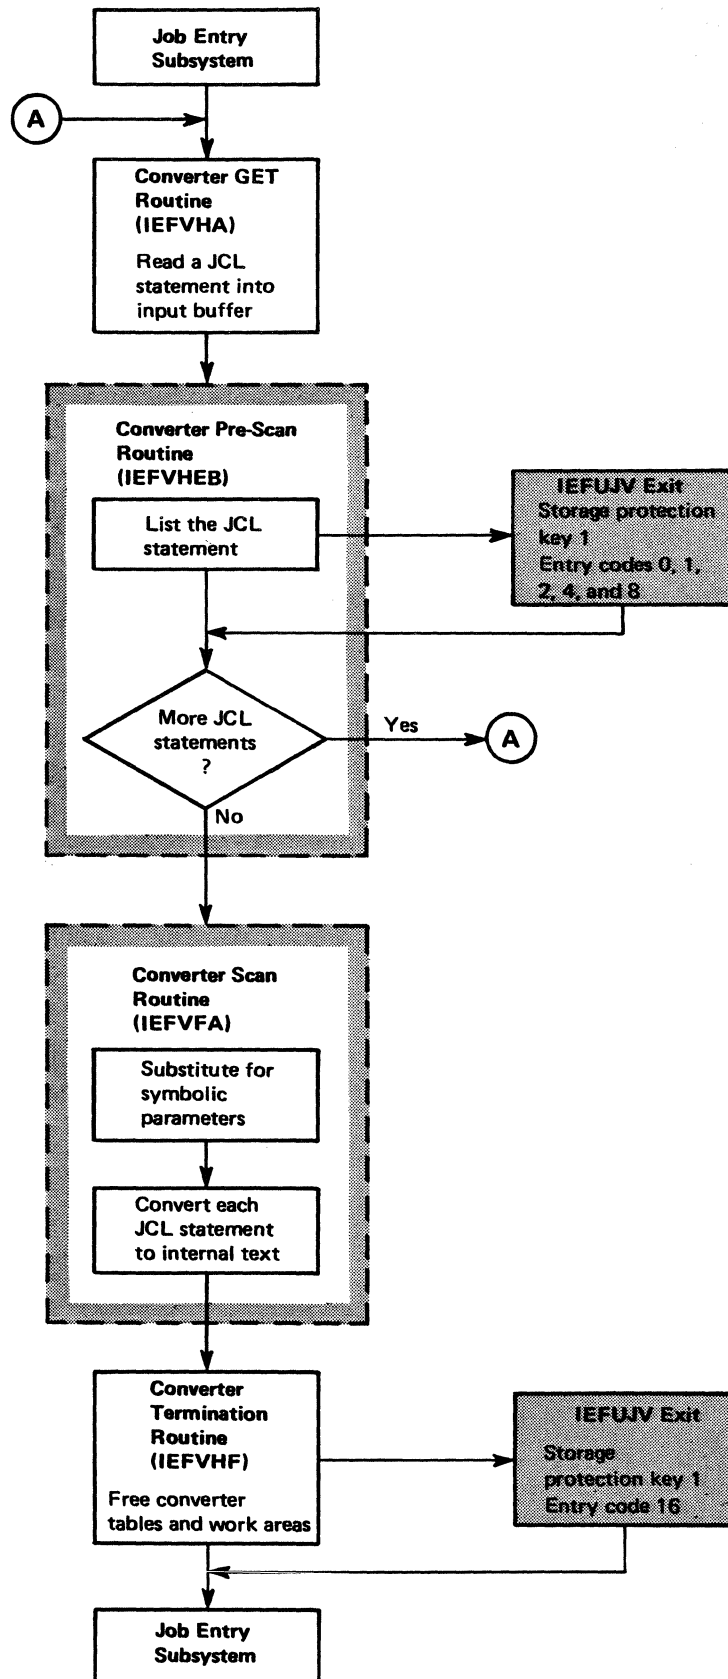 Job Entry
Subsystem
A
Converter GET
Routine
(IEFVHA)
Read a JCL
statement into
input buffer
Converter Pre-Scan
Routine
(IEFVHEB)
List the JCL
statement
IEFUJV Exit
Storage protection
key 1
Entry codes 0, 1,
2, 4, and 8
More JCL
statements
?
Yes
A
No
Converter Scan
Routine
(IEFVFA)
Substitute for
symbolic
parameters
Convert each
JCL statement
to internal text
Converter
Termination
Routine
(IEFVHF)
Free converter
tables and work areas
IEFUJV Exit
Storage
protection key 1
Entry code 16
Job Entry
Subsystem